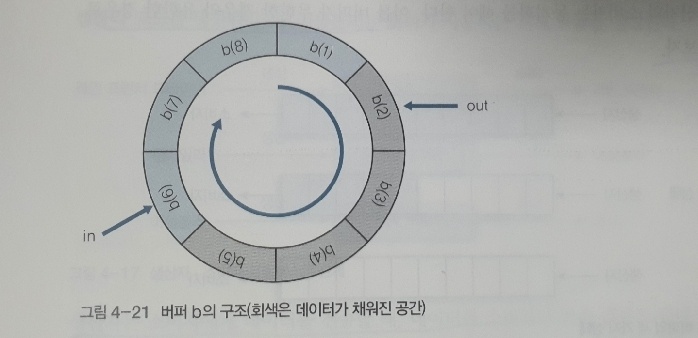 b(8)
b(1)
b(7)
b(2)
out
b(6)
b(3)
in
b(5)
b(4)
그림 4-21 버퍼 b의 구조(회색은 데이터가 채워진 공간)